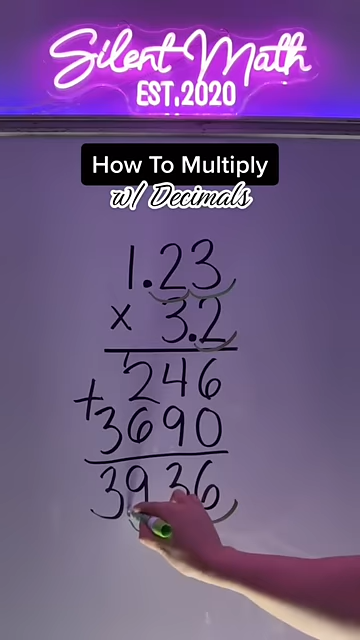 Silent Math
EST.2020
How To Multiply
w/ Decimals
1.23
x 3.2
246
+
3690
3936